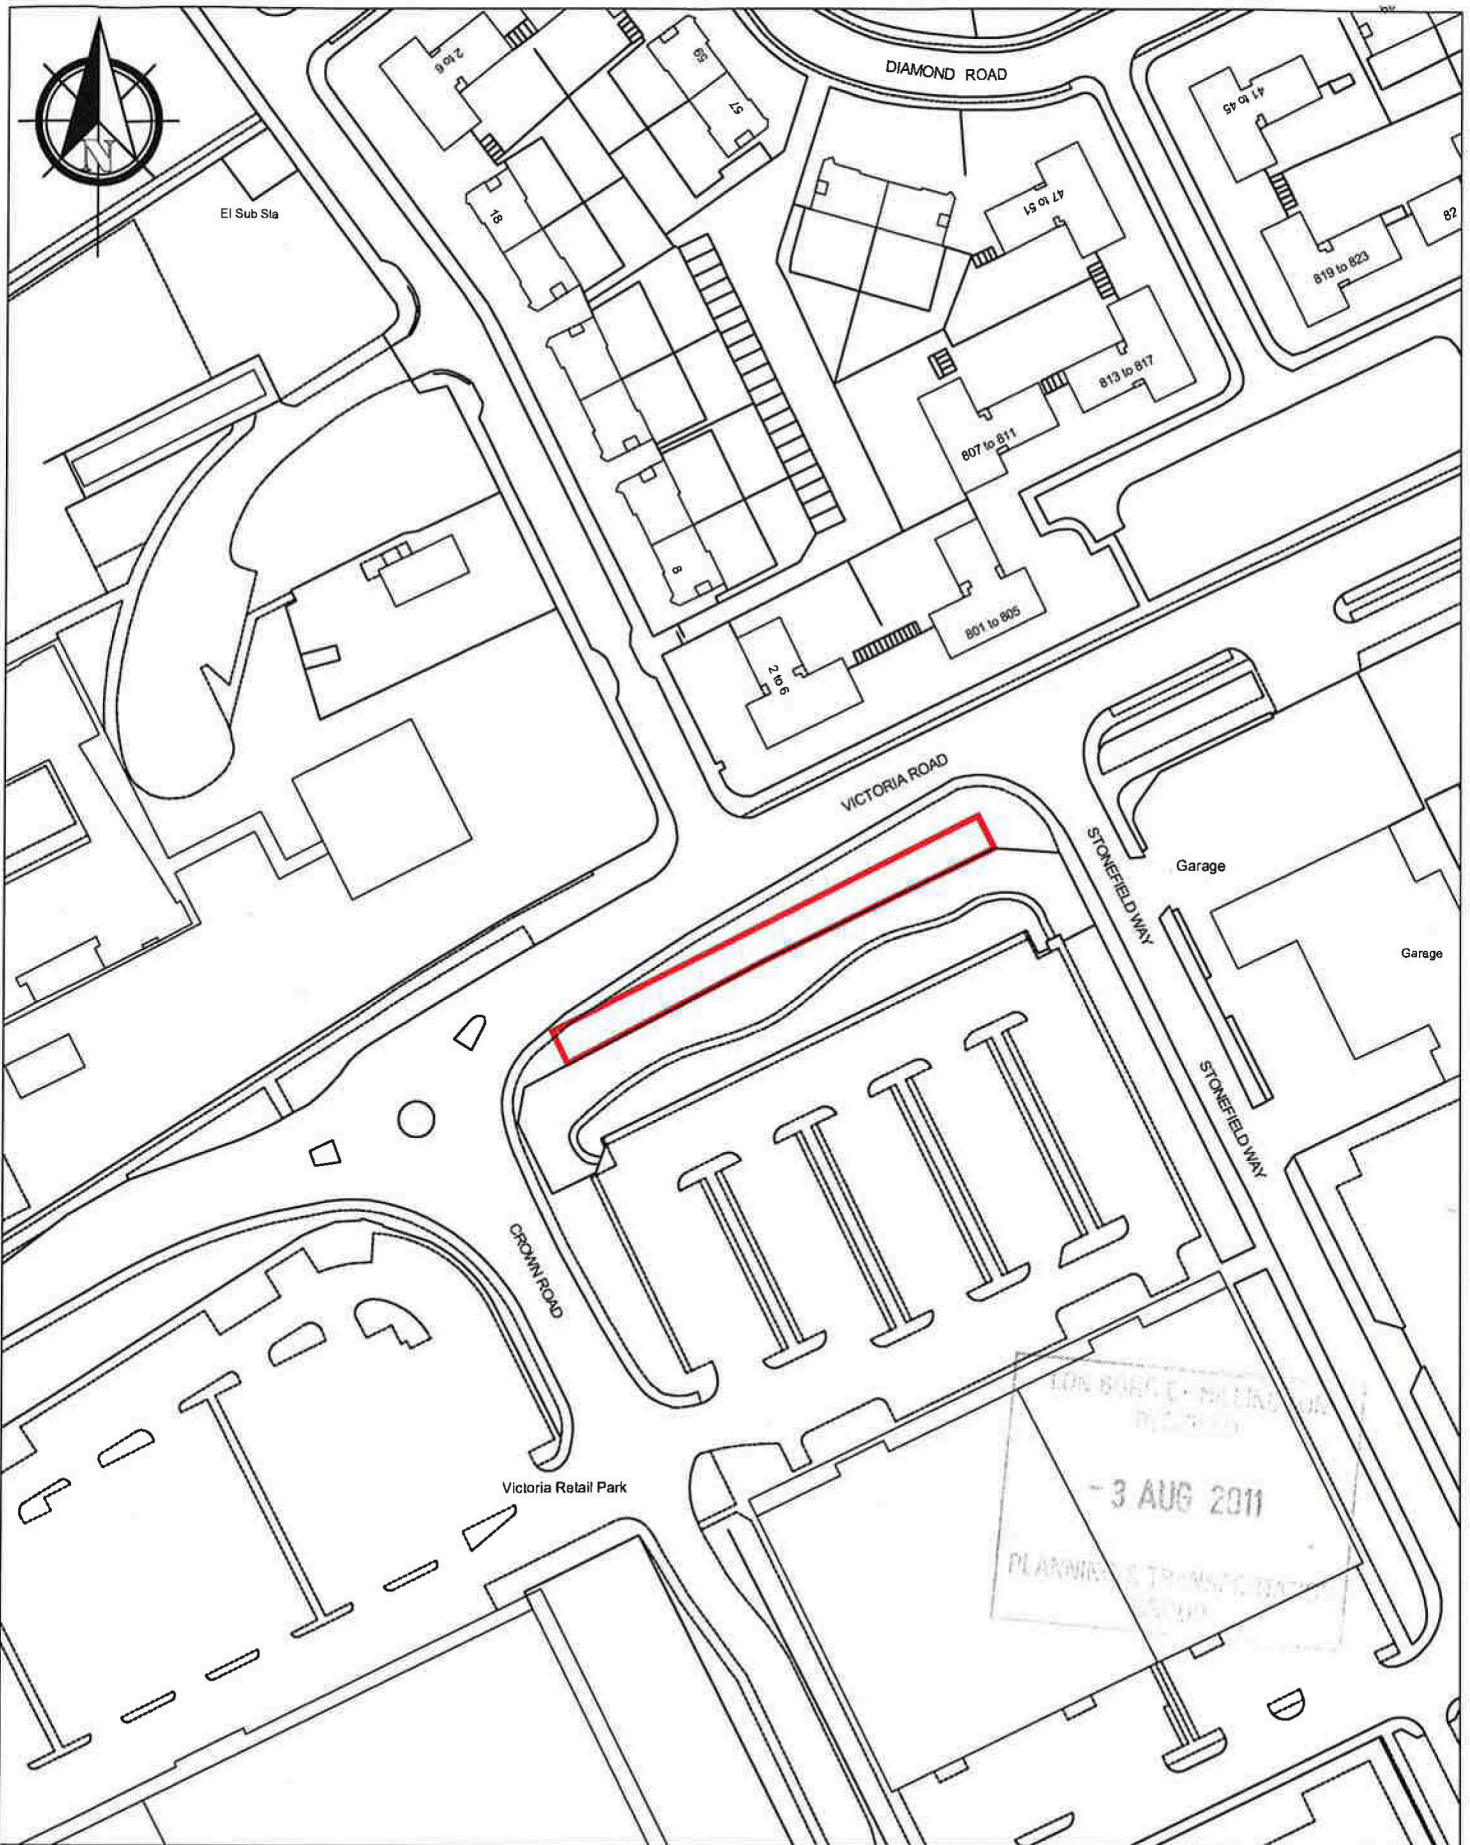 2 to 6
59
57
DIAMOND ROAD
41 to 45
N
El Sub Sta
18
47 to 51
819 to 823
82
813 to 817
807 to 811
8
801 to 805
2 to 6
VICTORIA ROAD
STONEFIELD WAY
Garage
Garage
STONEFIELD WAY
CROWN ROAD
Victoria Retail Park
- 3 AUG 2011
PLANNING &